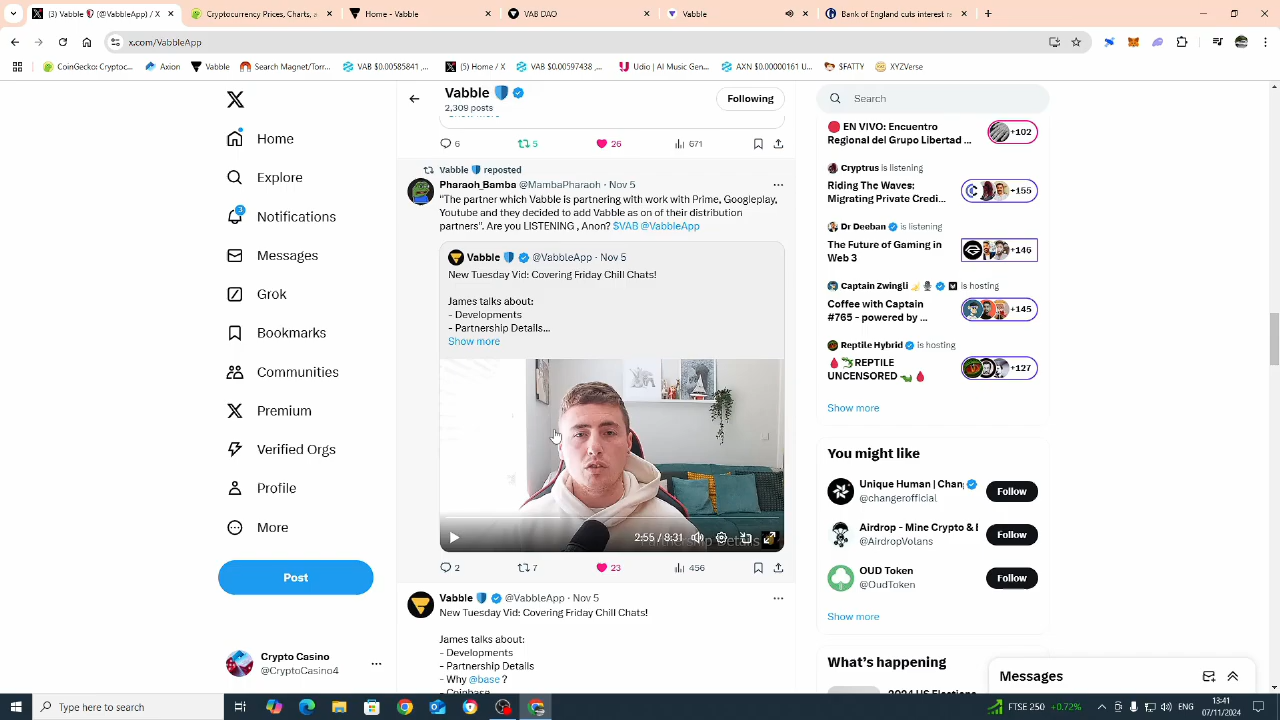 (3) Vabble (@VabbleApp) / X
Cryptocurrency Prices, Charts, ...
Home - Vabble
VAB DAO
Vabble
Bank of England cuts interest ra
x.com/VabbleApp
CoinGecko: Cryptoc...
Axion
Vabble
Search Magnet/Torr...
VAB $0.00585841 ,...
(5) Home / X
VAB $0.00597438 ,...
Udio | AI Music Gen...
AXN $0.00000161 U...
$FATTY
XYZVerse
Vabble
2,309 posts
Following
Search
Show more
6
5
26
671
Home
Explore
3
Notifications
Messages
Grok
Bookmarks
Communities
Premium
Verified Orgs
Profile
More
Post
Crypto Casino
@CryptoCasino4
Vabble reposted
Pharaoh_Bamba @MambaPharaoh · Nov 5
"The partner which Vabble is partnering with work with Prime, Googleplay,
Youtube and they decided to add Vabble as on of their distribution
partners". Are you LISTENING , Anon? $VAB @VabbleApp
Vabble @VabbleApp · Nov 5
New Tuesday Vid: Covering Friday Chill Chats!
James talks about:
- Developments
- Partnership Details...
Show more
2:55 / 8:31
2
7
23
456
Vabble @VabbleApp · Nov 5
New Tuesday Vid: Covering Friday Chill Chats!
James talks about:
- Developments
- Partnership Details
- Why @base ?
- Coinbase
EN VIVO: Encuentro
Regional del Grupo Libertad ...
+102
Cryptrus is listening
Riding The Waves:
Migrating Private Credi...
+155
Dr Deeban is listening
The Future of Gaming in
Web 3
+146
Captain Zwingli is hosting
Coffee with Captain
#765 - powered by ...
+145
Reptile Hybrid is hosting
REPTILE
UNCENSORED
+127
Show more
You might like
Unique Human | Chan
@changerofficial
Follow
Airdrop - Mine Crypto & E
@AirdropVolans
Follow
OUD Token
@OudToken
Follow
Show more
What's happening
2024 US Elections
Messages
Type here to search
FTSE 250 +0.72%
ENG
13:41
07/11/2024